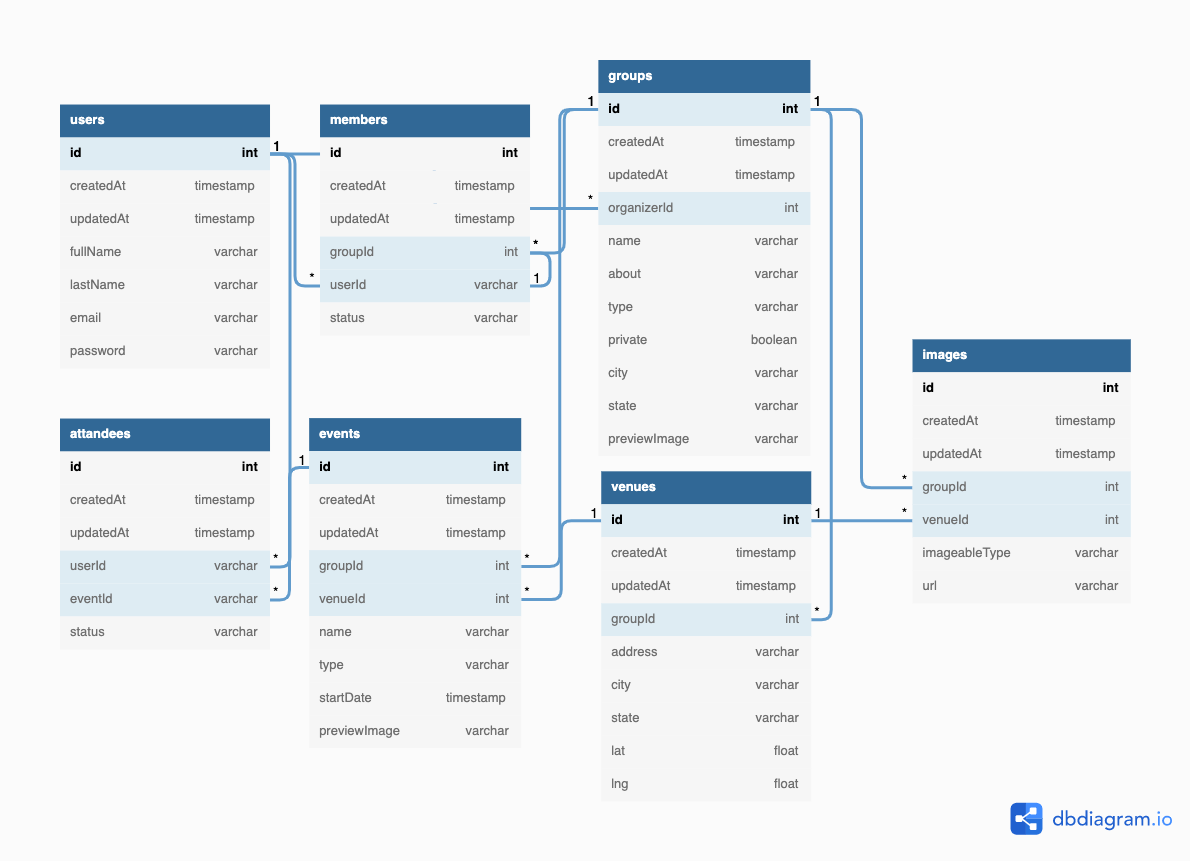 users
id int 1
createdAt timestamp
updatedAt timestamp
fullName varchar
lastName varchar
email varchar
password varchar
members
id int
createdAt timestamp
updatedAt timestamp
groupId int *
* userId varchar 1
status varchar
groups
1 id int 1
createdAt timestamp
updatedAt timestamp
* organizerId int
name varchar
about varchar
type varchar
private boolean
city varchar
state varchar
previewImage varchar
images
id int
createdAt timestamp
updatedAt timestamp
* groupId int
* venueId int
imageableType varchar
url varchar
attandees
id int
createdAt timestamp
updatedAt timestamp
userId varchar *
eventId varchar *
status varchar
events
1 id int
createdAt timestamp
updatedAt timestamp
groupId int *
venueId int *
name varchar
type varchar
startDate timestamp
previewImage varchar
venues
1 id int 1
createdAt timestamp
updatedAt timestamp
groupId int *
address varchar
city varchar
state varchar
lat float
lng float
dbdiagram.io